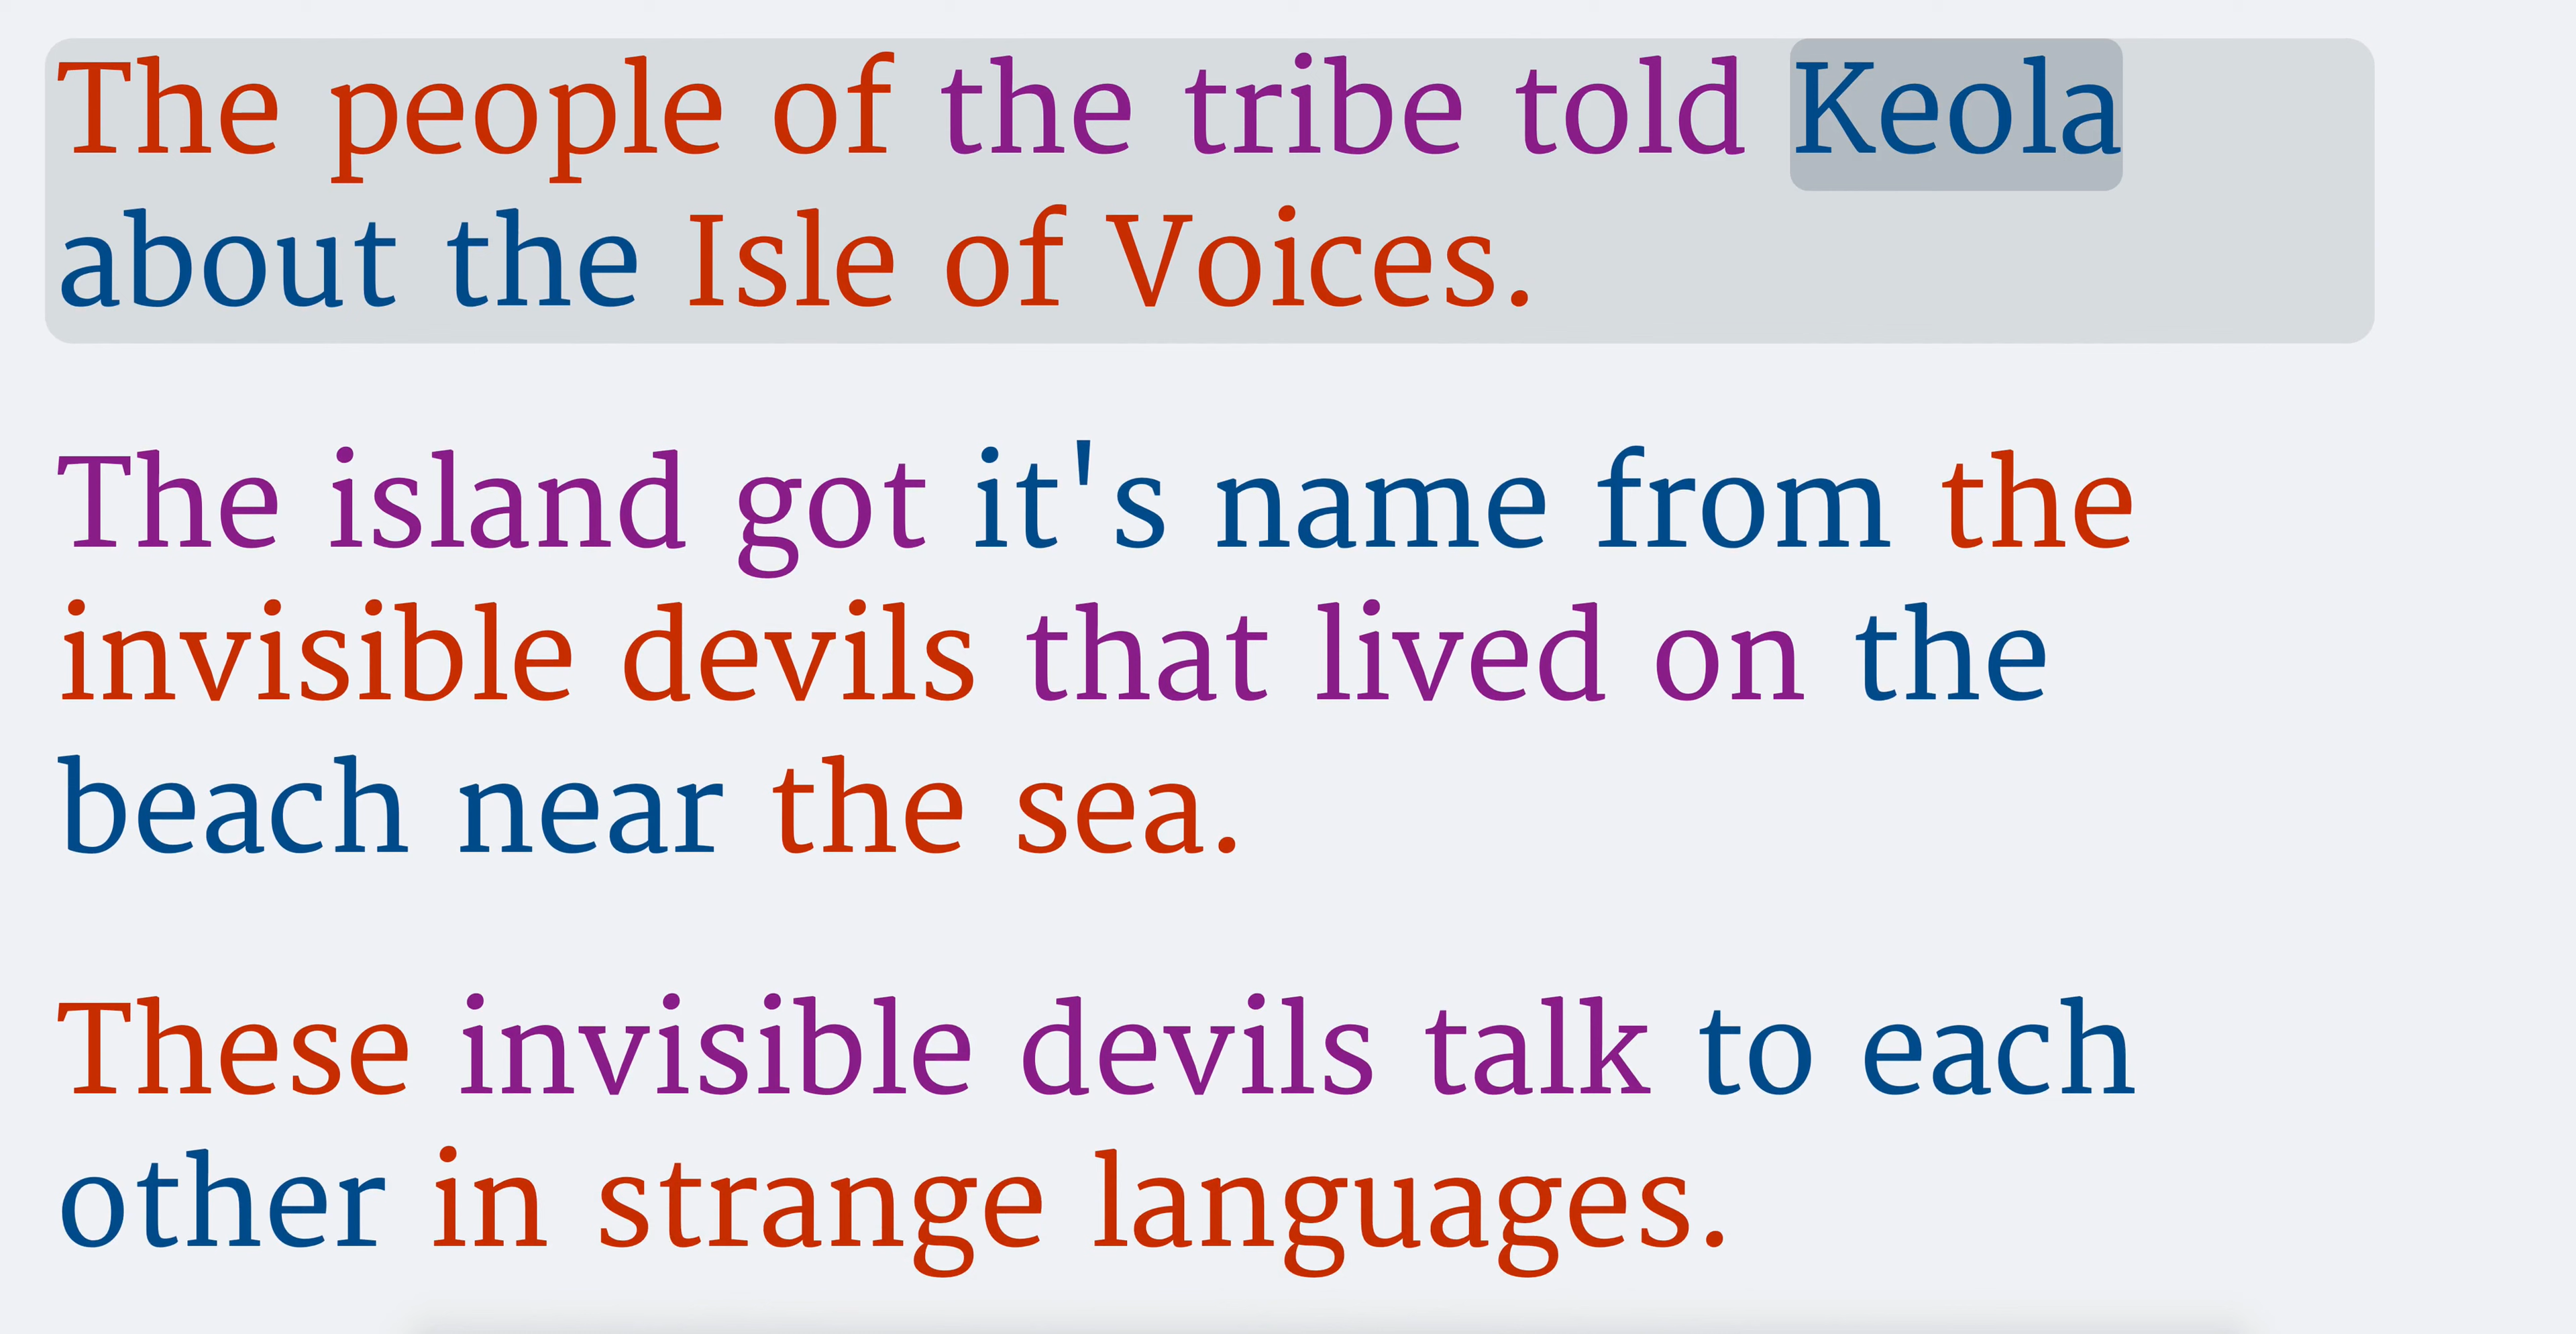 The people of the tribe told Keola
about the Isle of Voices.
The island got it's name from the
invisible devils that lived on the
beach near the sea.
These invisible devils talk to each
other in strange languages.